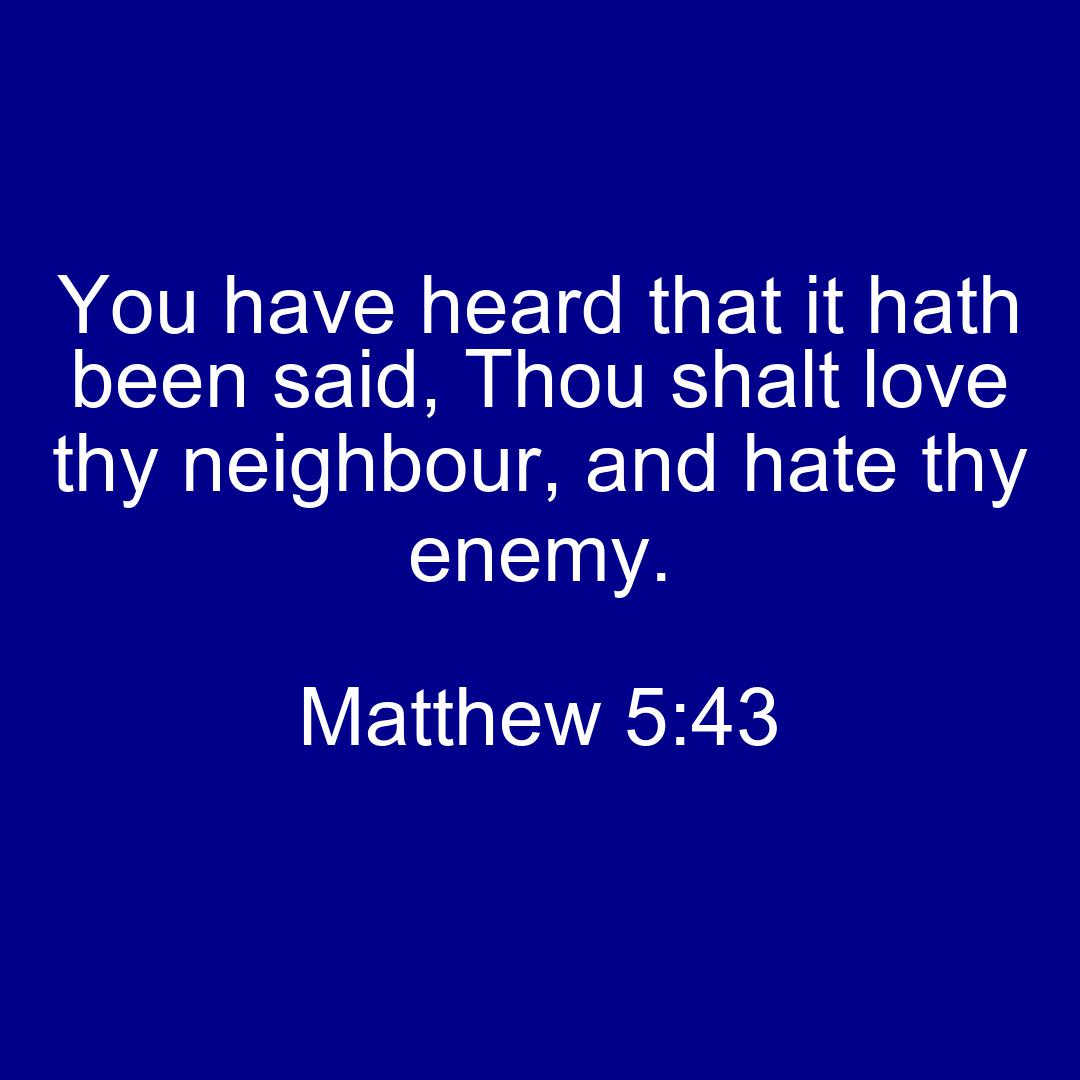 You have heard that it hath
been said, Thou shalt love
thy neighbour, and hate thy
enemy.
Matthew 5:43